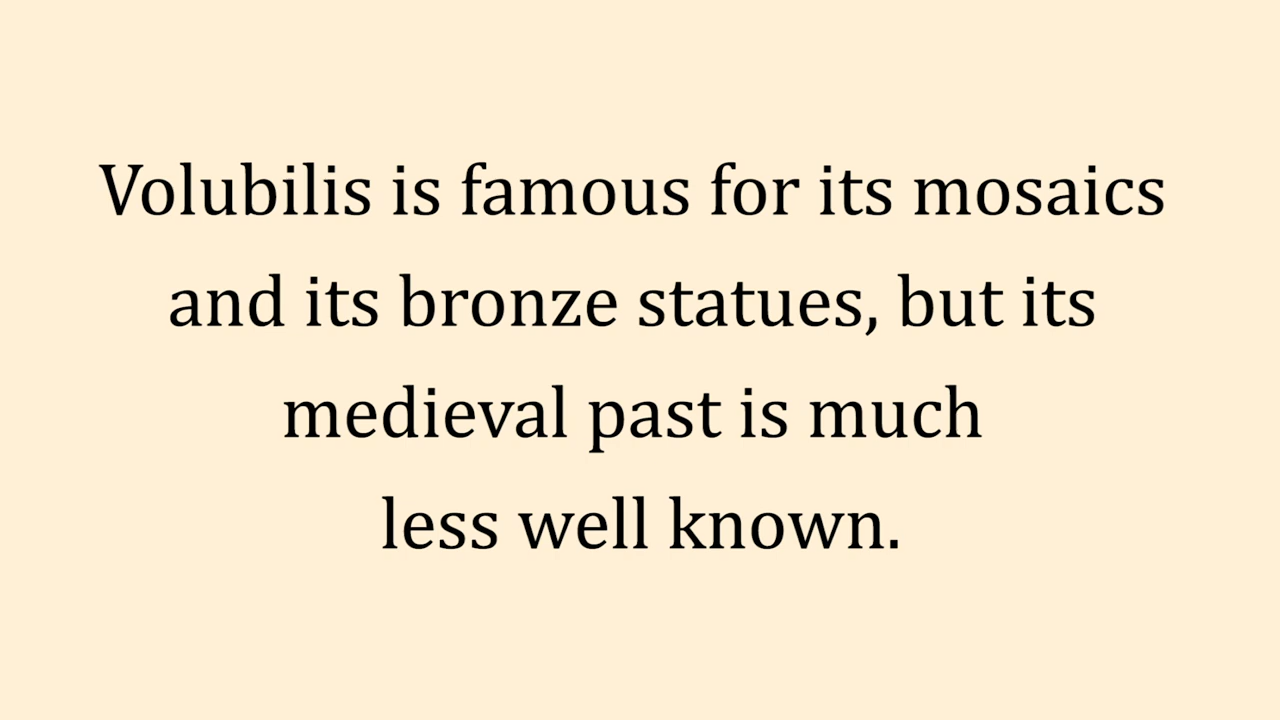 Volubilis is famous for its mosaics
and its bronze statues, but its
medieval past is much
less well known.